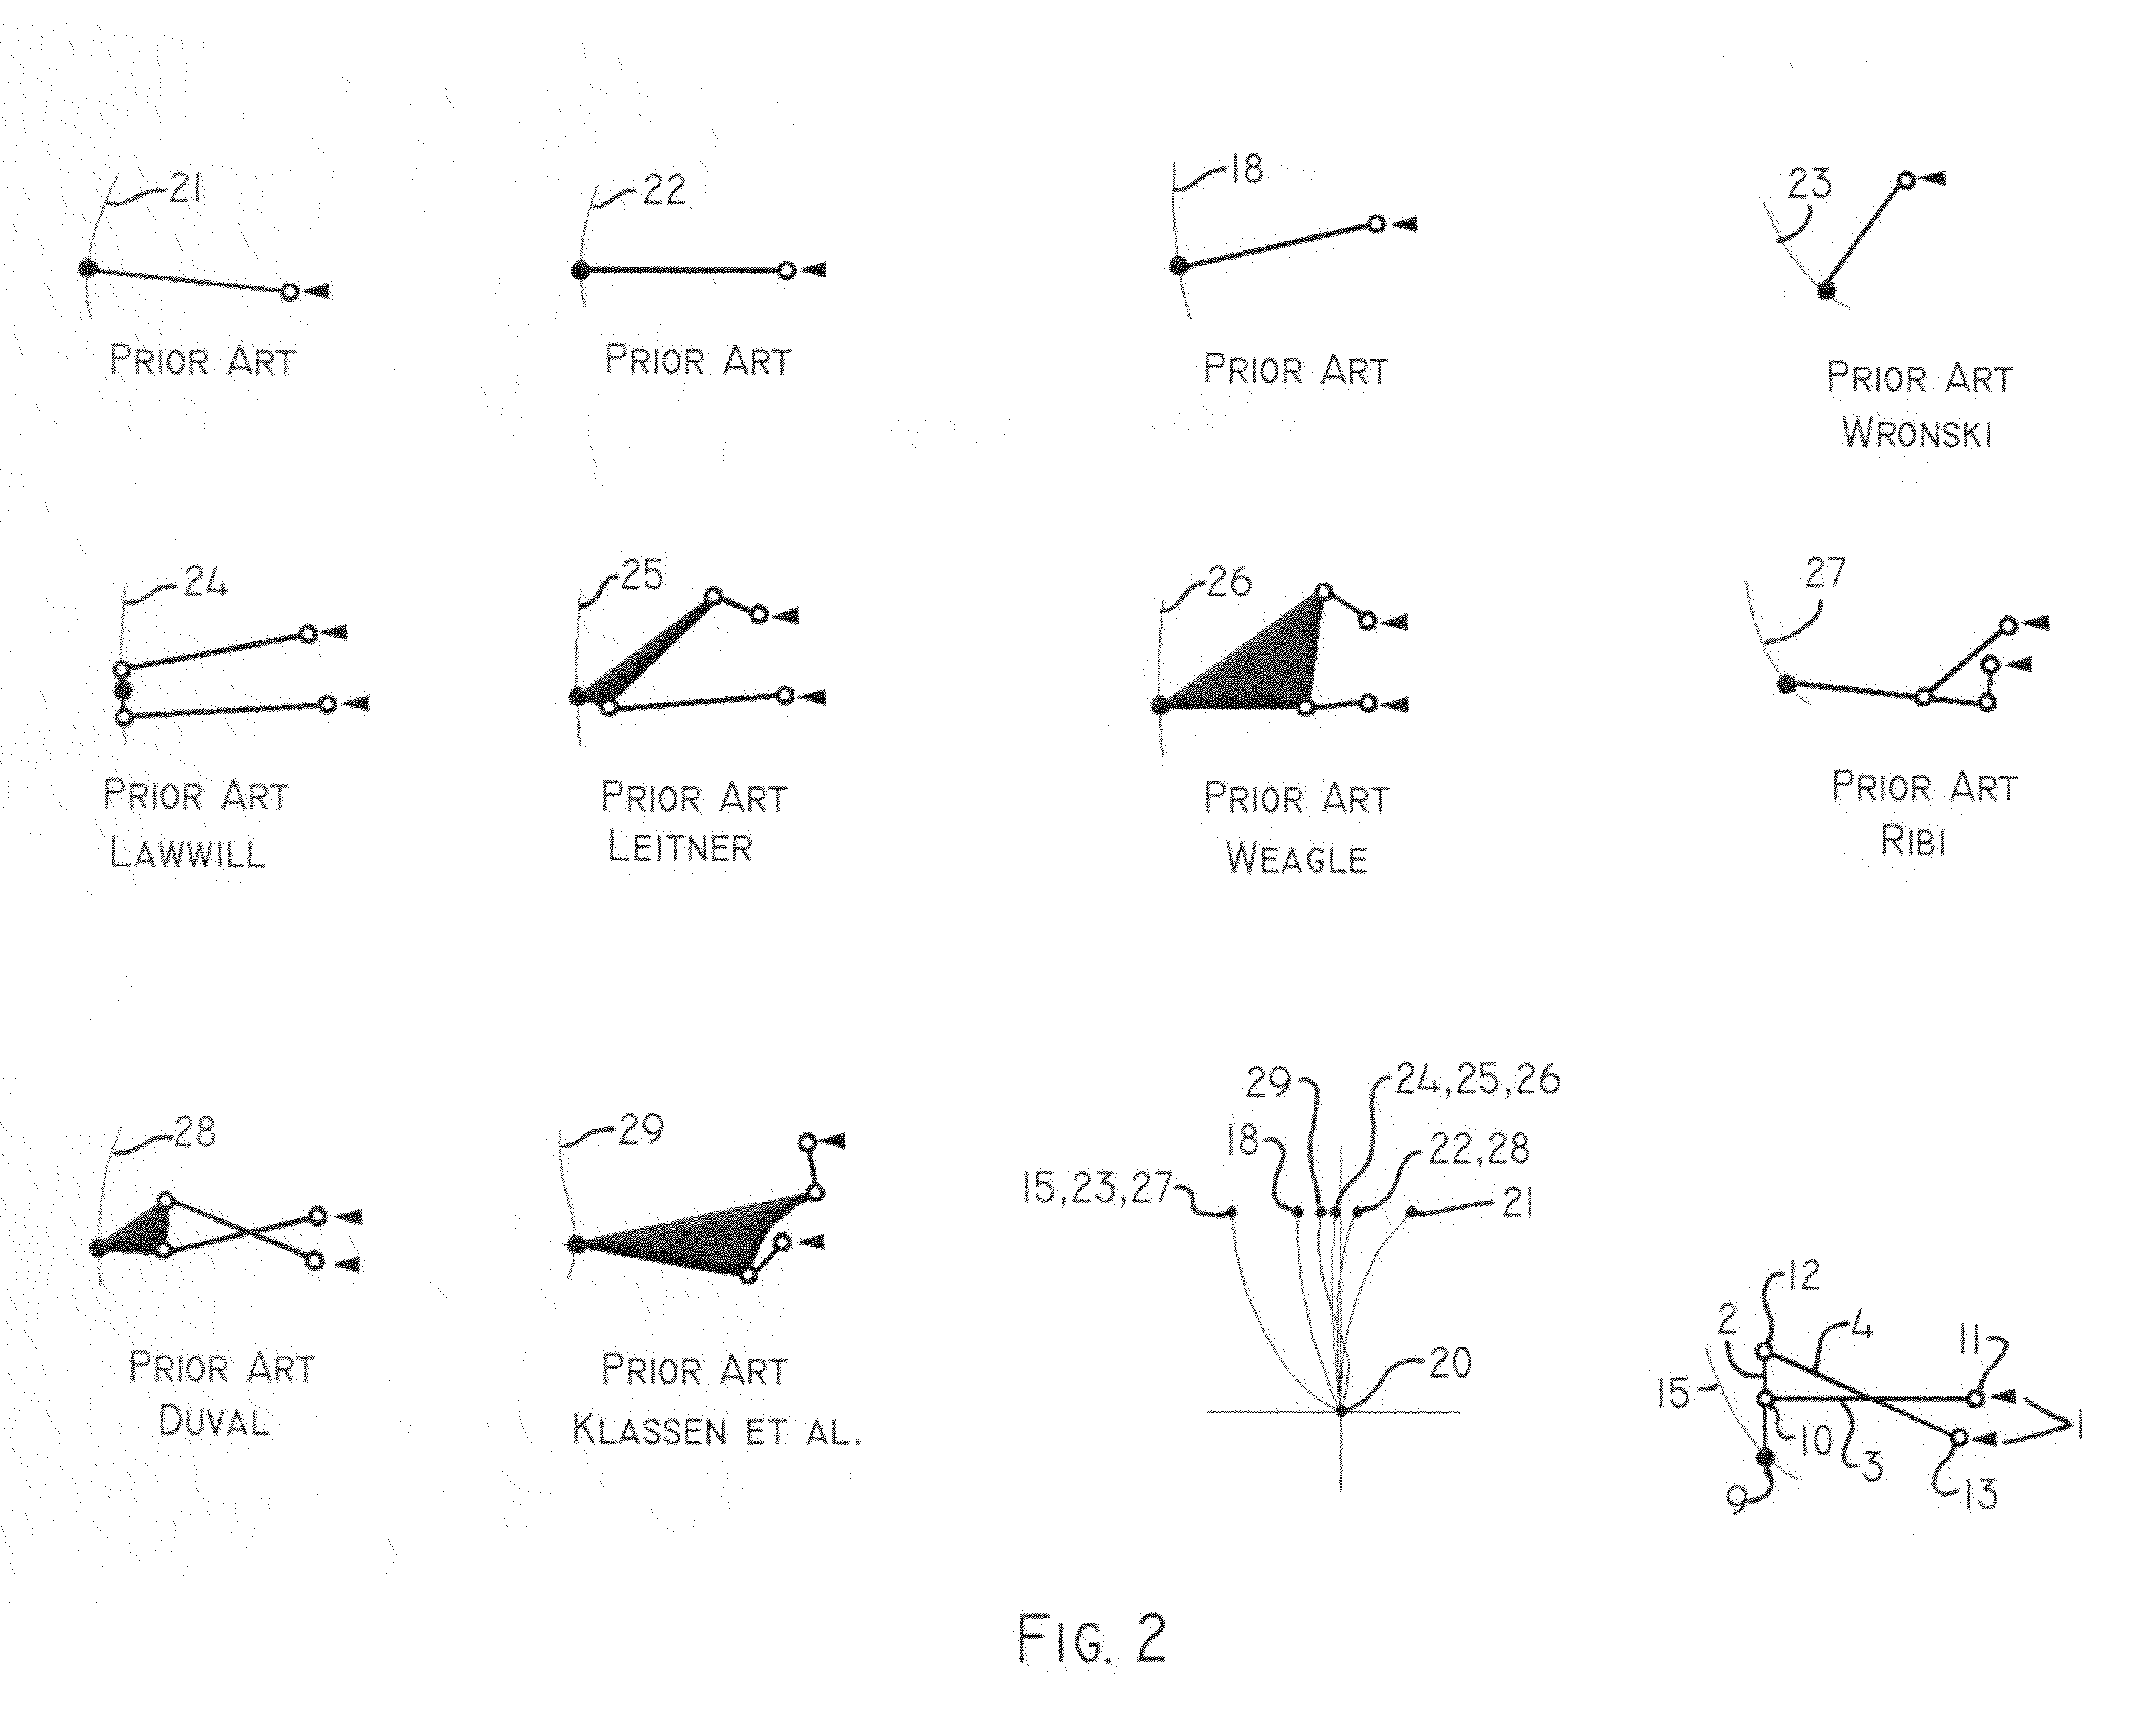 21
22
18
23
PRIOR ART
PRIOR ART
PRIOR ART
PRIOR ART
WRONSKI
24
25
26
27
PRIOR ART
LAWWILL
PRIOR ART
LEITNER
PRIOR ART
WEAGLE
PRIOR ART
RIBI
28
PRIOR ART
DUVAL
29
PRIOR ART
KLASSEN ET AL.
29
24,25,26
18
22,28
15,23,27
21
20
12
2
4
11
15
10
3
1
9
13
FIG. 2